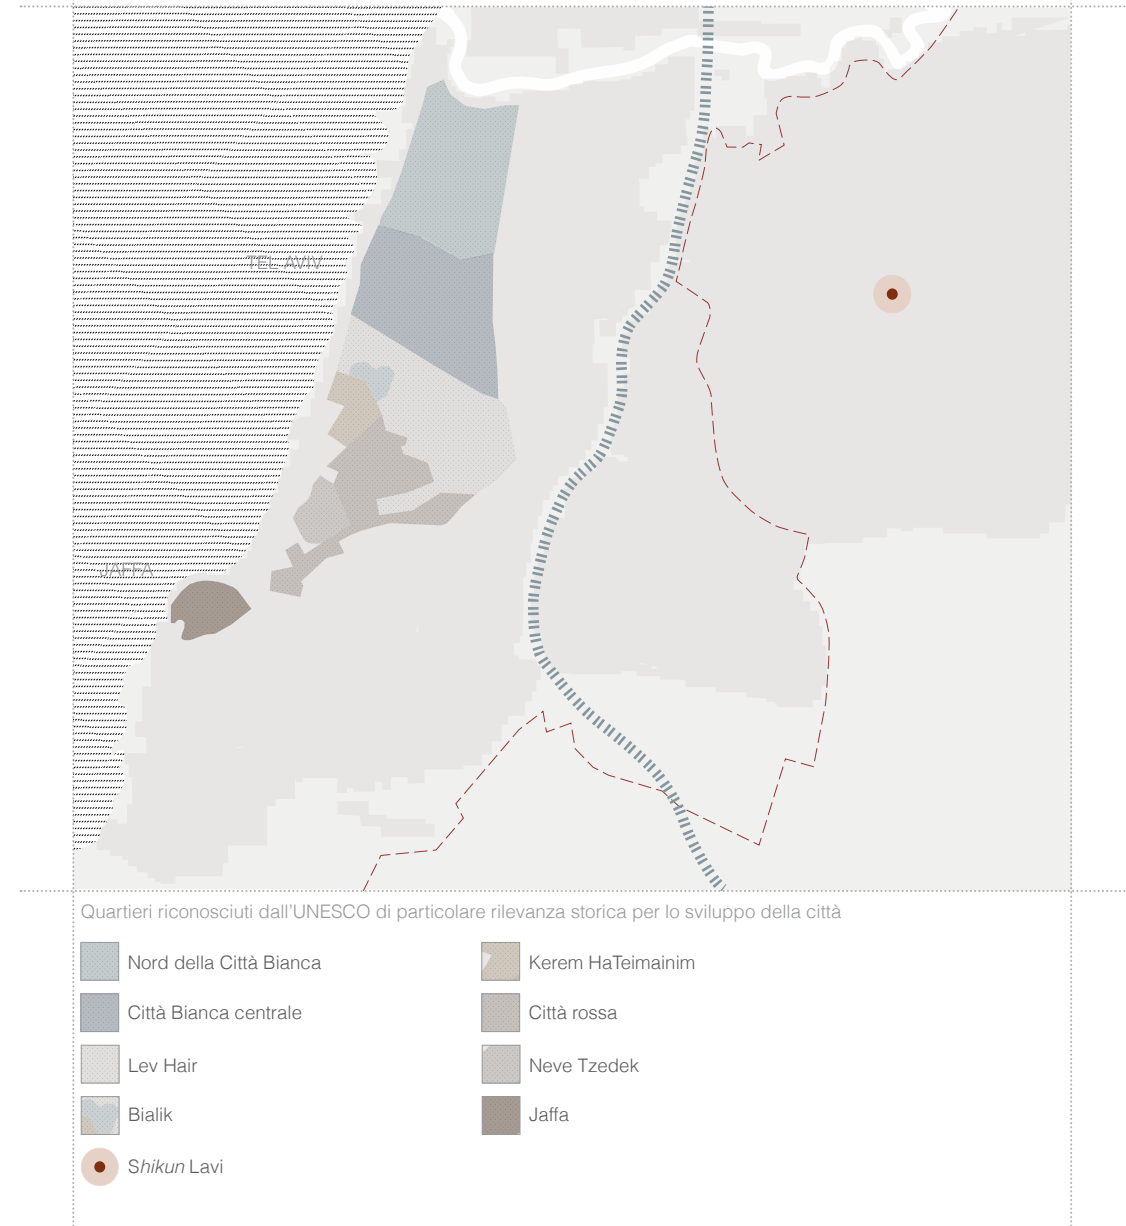 TEL AVIV
JAFFA
Quartieri riconosciuti dall'UNESCO di particolare rilevanza storica per lo sviluppo della città
Nord della Città Bianca
Città Bianca centrale
Lev Hair
Bialik
Shikun Lavi
Kerem HaTeimainim
Città rossa
Neve Tzedek
Jaffa